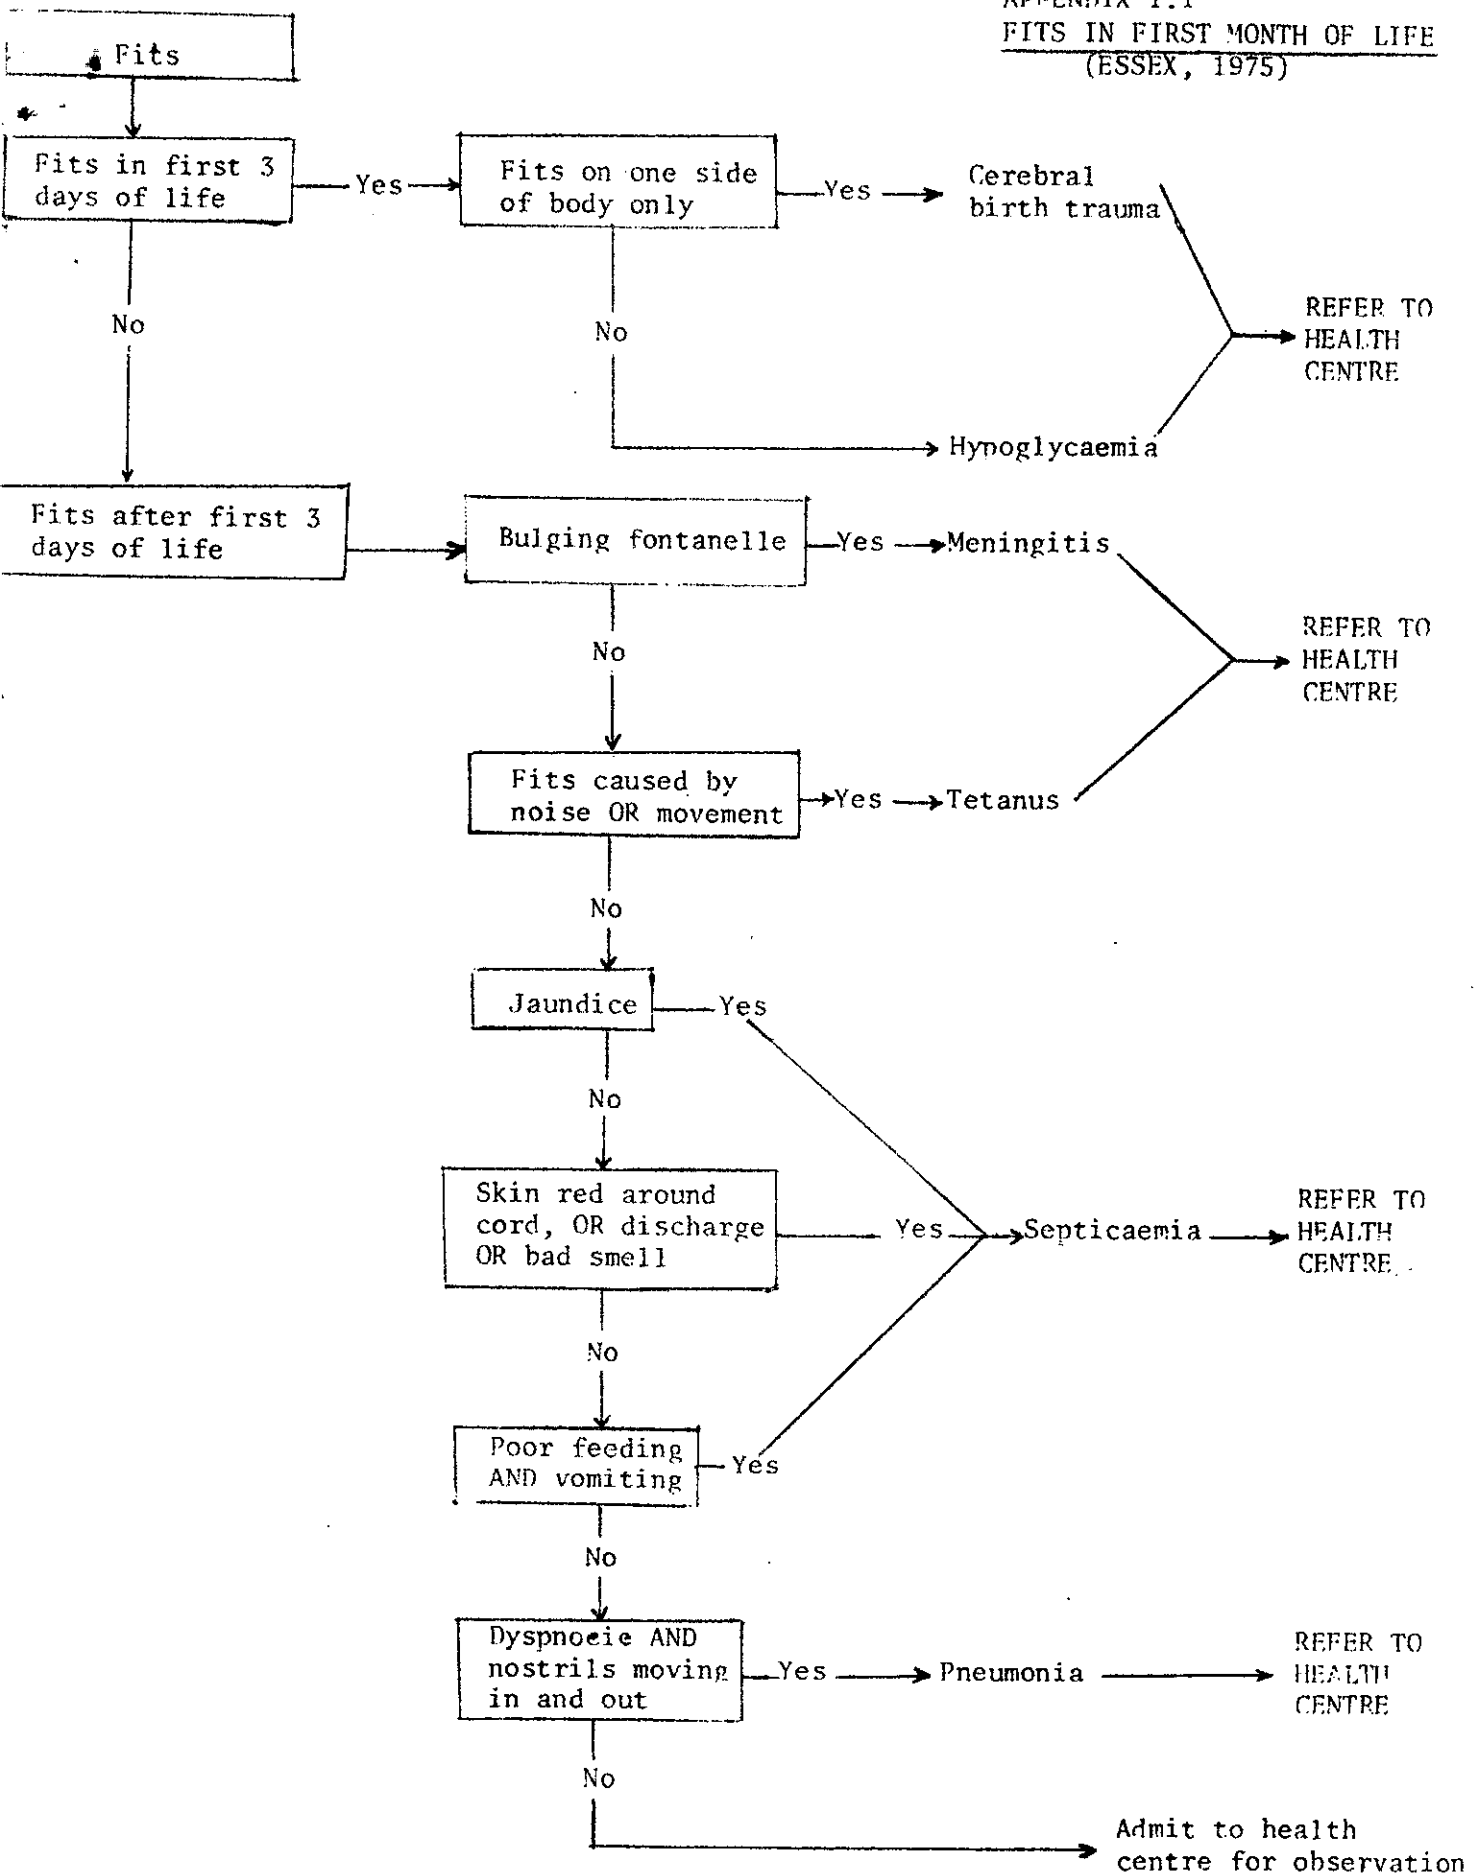 APPENDIX 1.1
FITS IN FIRST MONTH OF LIFE
(ESSEX, 1975)
Fits
Fits in first 3
days of life
Yes
Fits on one side
of body only
Yes
Cerebral
birth trauma
No
No
REFER TO
HEALTH
CENTRE
Hypoglycaemia
Fits after first 3
days of life
Bulging fontanelle
Yes
Meningitis
No
REFER TO
HEALTH
CENTRE
Fits caused by
noise OR movement
Yes
Tetanus
No
Jaundice
Yes
No
Skin red around
cord, OR discharge
OR bad smell
Yes
Septicaemia
REFER TO
HEALTH
CENTRE
No
Poor feeding
AND vomiting
Yes
No
Dyspnoeie AND
nostrils moving
in and out
Yes
Pneumonia
REFER TO
HEALTH
CENTRE
No
Admit to health
centre for observation